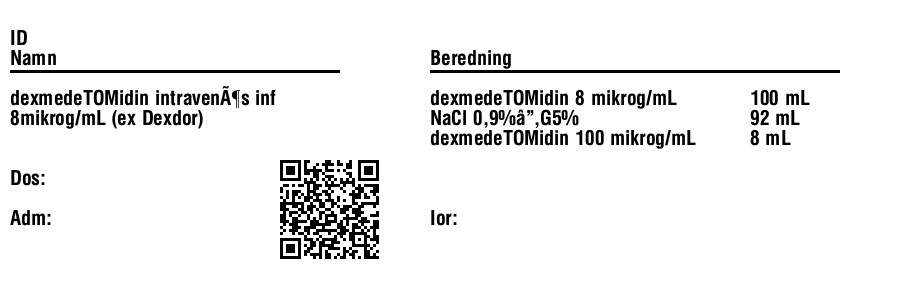 ID
Namn
dexmedeTOMidin intravenÃ¶s inf
8mikrog/mL (ex Dexdor)
Dos:
Adm:
Beredning
dexmedeTOMidin 8 mikrog/mL 100 mL
NaCl 0,9%â”‚G5% 92 mL
dexmedeTOMidin 100 mikrog/mL 8 mL
Ior: